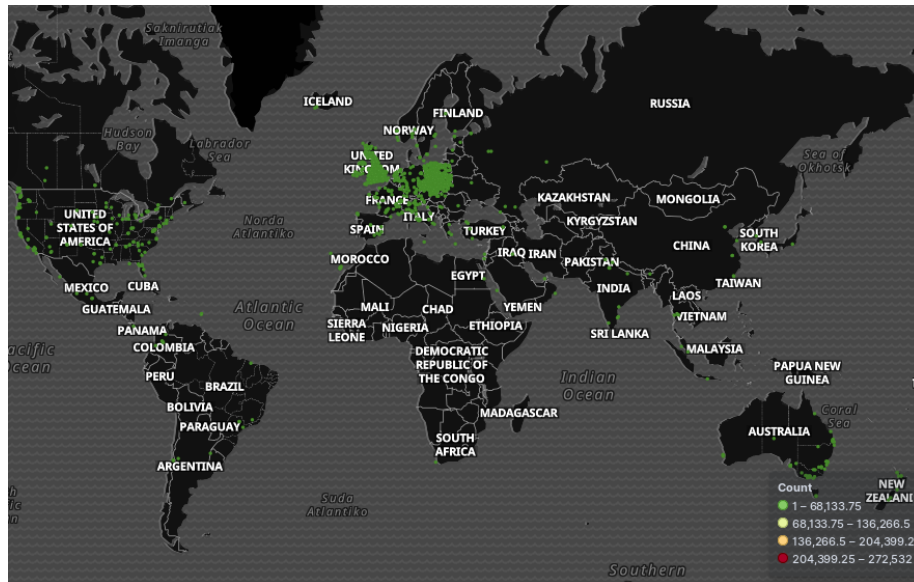 Saknirutiak
Imanga
ICELAND
FINLAND
RUSSIA
NORWAY
Hudson
Bay
Labrador
Sea
UNITED
KINGDOM
Sea of
Okhotsk
FRANCE
ITALY
KAZAKHSTAN
MONGOLIA
UNITED
STATES OF
AMERICA
Norda
Atlantiko
SPAIN
TURKEY
KYRGYZSTAN
SOUTH
KOREA
CHINA
MOROCCO
IRAQ
IRAN
PAKISTAN
EGYPT
MEXICO
CUBA
INDIA
TAIWAN
LAOS
GUATEMALA
Atlantic
Ocean
MALI
CHAD
YEMEN
VIETNAM
PANAMA
SIERRA
LEONE
NIGERIA
ETHIOPIA
SRI LANKA
COLOMBIA
MALAYSIA
acific
cean
DEMOCRATIC
REPUBLIC OF
THE CONGO
PERU
BRAZIL
Indian
Ocean
PAPUA NEW
GUINEA
BOLIVIA
MADAGASCAR
Coral
Sea
PARAGUAY
AUSTRALIA
SOUTH
AFRICA
ARGENTINA
Suda
Atlantiko
NEW
ZEALAND
Count
1 – 68,133.75
68,133.75 – 136,266.5
136,266.5 – 204,399.2
204,399.25 – 272,532
Southern